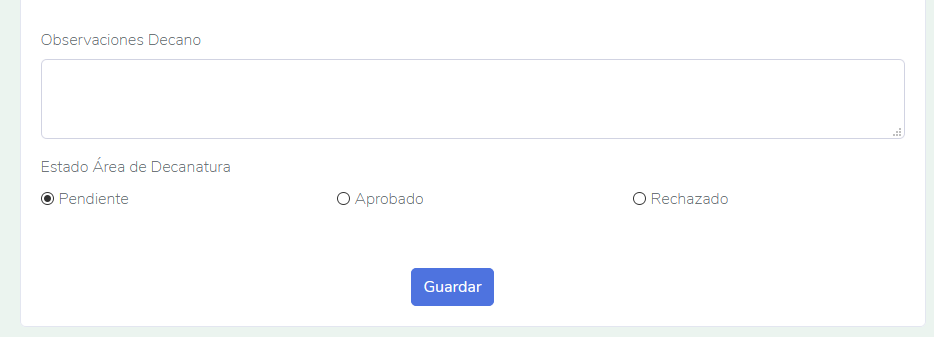 Observaciones Decano
Estado Área de Decanatura
Pendiente Aprobado Rechazado
Guardar